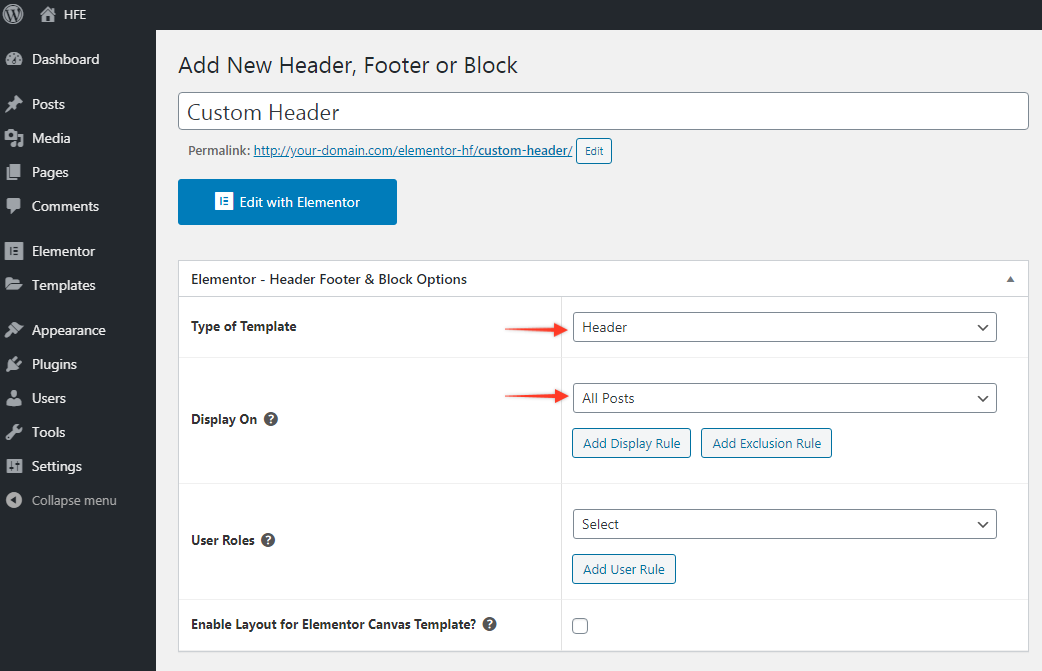 HFE
Dashboard
Posts
Media
Pages
Comments
Elementor
Templates
Appearance
Plugins
Users
Tools
Settings
Collapse menu
Add New Header, Footer or Block
Custom Header
Permalink: http://your-domain.com/elementor-hf/custom-header/ Edit
Edit with Elementor
Elementor - Header Footer & Block Options
Type of Template
Header
Display On ?
All Posts
Add Display Rule Add Exclusion Rule
User Roles ?
Select
Add User Rule
Enable Layout for Elementor Canvas Template? ?